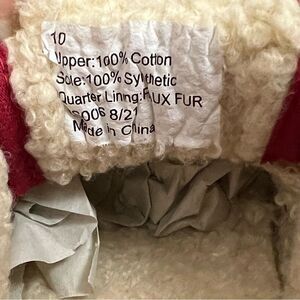 10
Upper:100% Cotton
Sole:100% Synthetic
Quarter Lining:FAUX FUR
8/21
Made in China